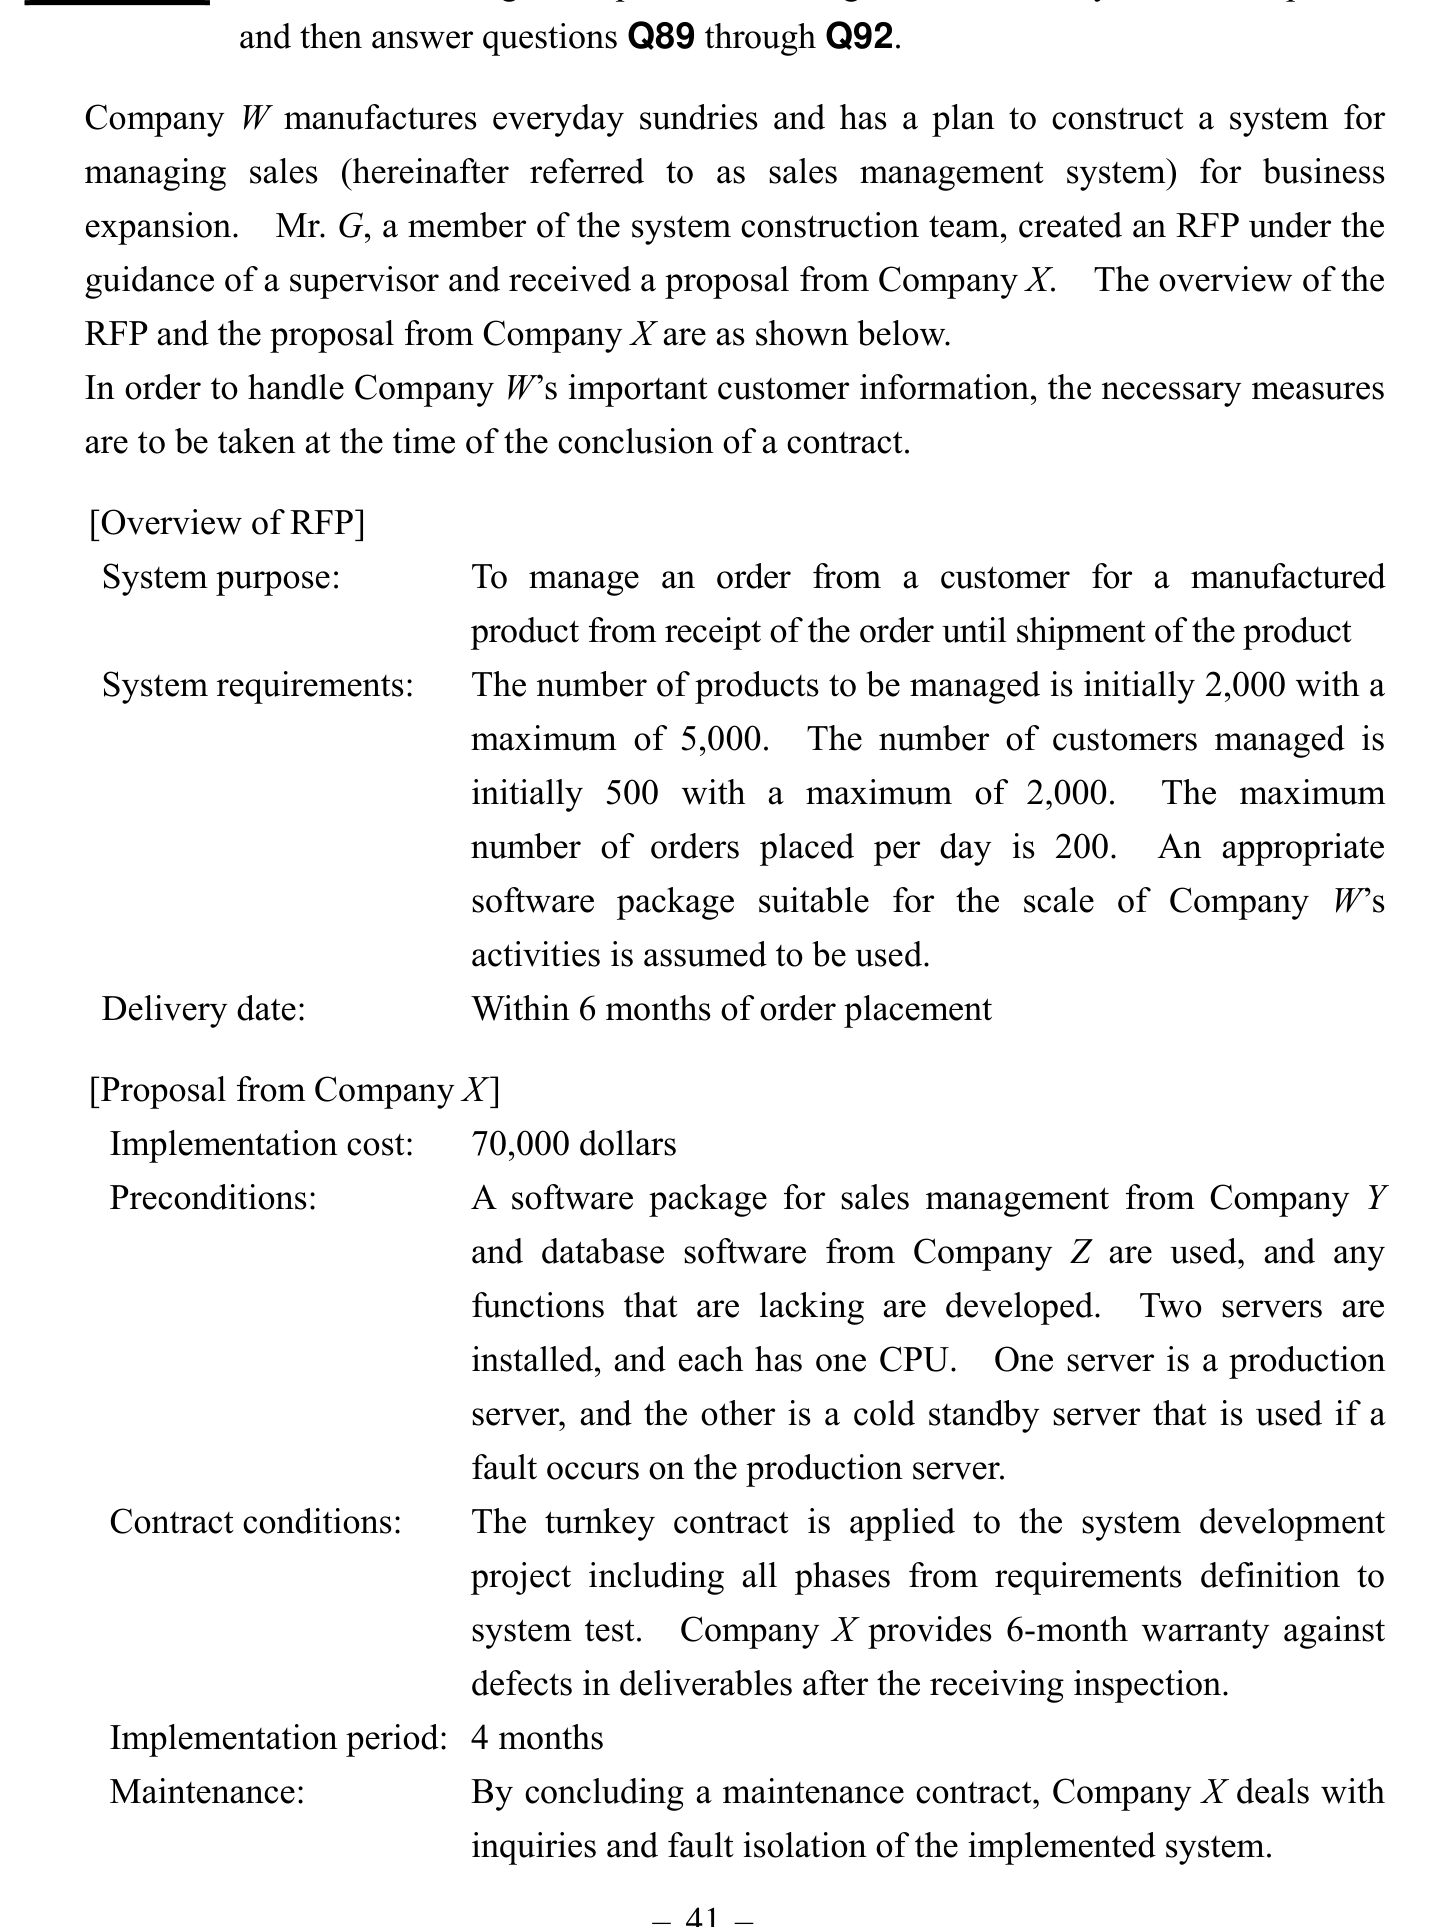 and then answer questions Q89 through Q92.
Company W manufactures everyday sundries and has a plan to construct a system for
managing sales (hereinafter referred to as sales management system) for business
expansion. Mr. G, a member of the system construction team, created an RFP under the
guidance of a supervisor and received a proposal from Company X. The overview of the
RFP and the proposal from Company X are as shown below.
In order to handle Company W’s important customer information, the necessary measures
are to be taken at the time of the conclusion of a contract.
[Overview of RFP]
System purpose: To manage an order from a customer for a manufactured
product from receipt of the order until shipment of the product
System requirements: The number of products to be managed is initially 2,000 with a
maximum of 5,000. The number of customers managed is
initially 500 with a maximum of 2,000. The maximum
number of orders placed per day is 200. An appropriate
software package suitable for the scale of Company W’s
activities is assumed to be used.
Delivery date: Within 6 months of order placement
[Proposal from Company X]
Implementation cost: 70,000 dollars
Preconditions: A software package for sales management from Company Y
and database software from Company Z are used, and any
functions that are lacking are developed. Two servers are
installed, and each has one CPU. One server is a production
server, and the other is a cold standby server that is used if a
fault occurs on the production server.
Contract conditions: The turnkey contract is applied to the system development
project including all phases from requirements definition to
system test. Company X provides 6-month warranty against
defects in deliverables after the receiving inspection.
Implementation period: 4 months
Maintenance: By concluding a maintenance contract, Company X deals with
inquiries and fault isolation of the implemented system.
– 41 –